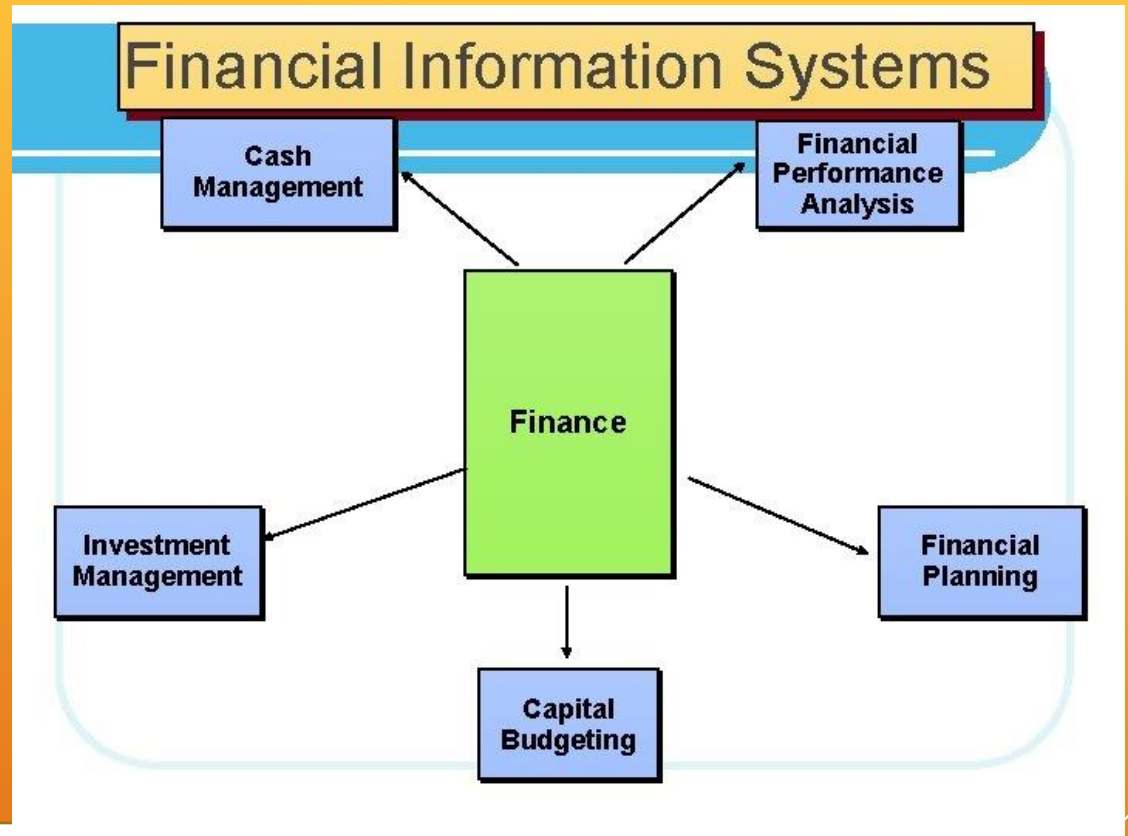 Financial Information Systems
Cash
Management
Financial
Performance
Analysis
Finance
Investment
Management
Financial
Planning
Capital
Budgeting